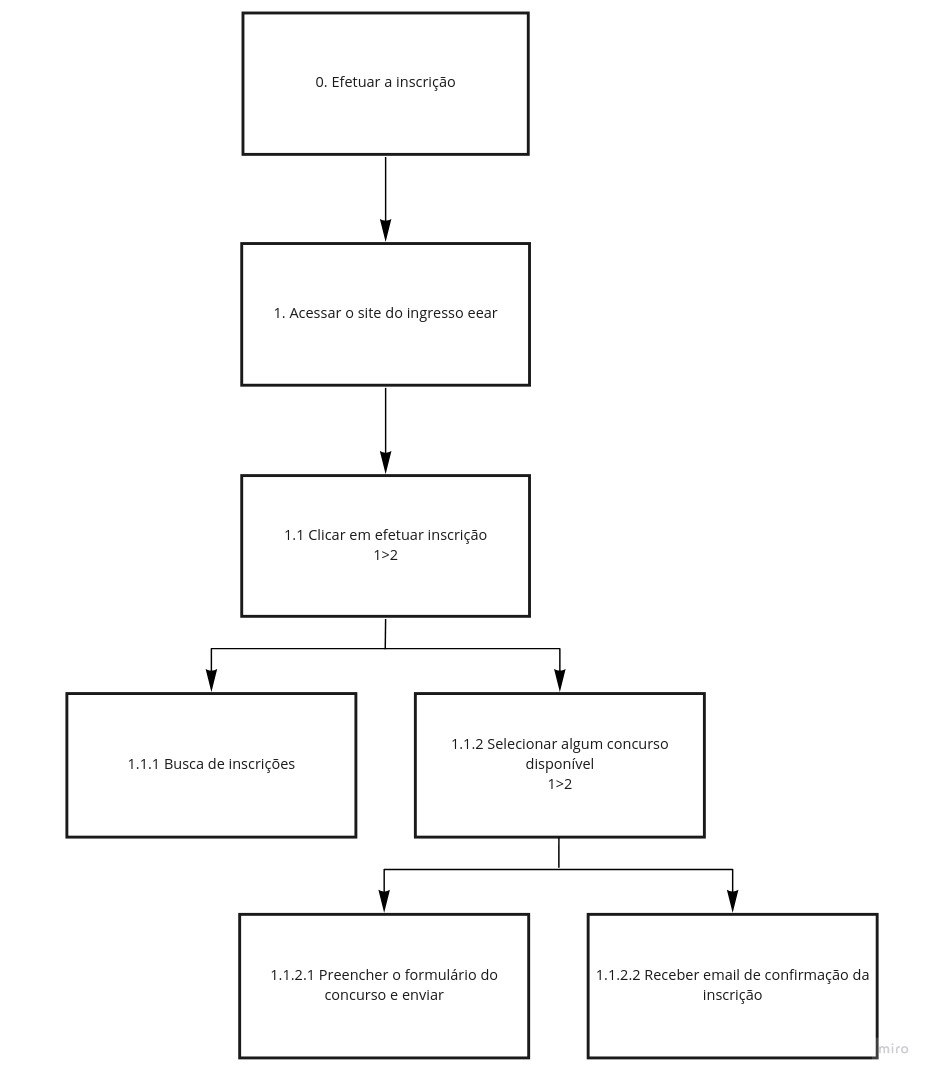 0. Efetuar a inscrição
1. Acessar o site do ingresso eear
1.1 Clicar em efetuar inscrição
1>2
1.1.1 Busca de inscrições
1.1.2 Selecionar algum concurso
disponível
1>2
1.1.2.1 Preencher o formulário do
concurso e enviar
1.1.2.2 Receber email de confirmação da
inscrição
miro